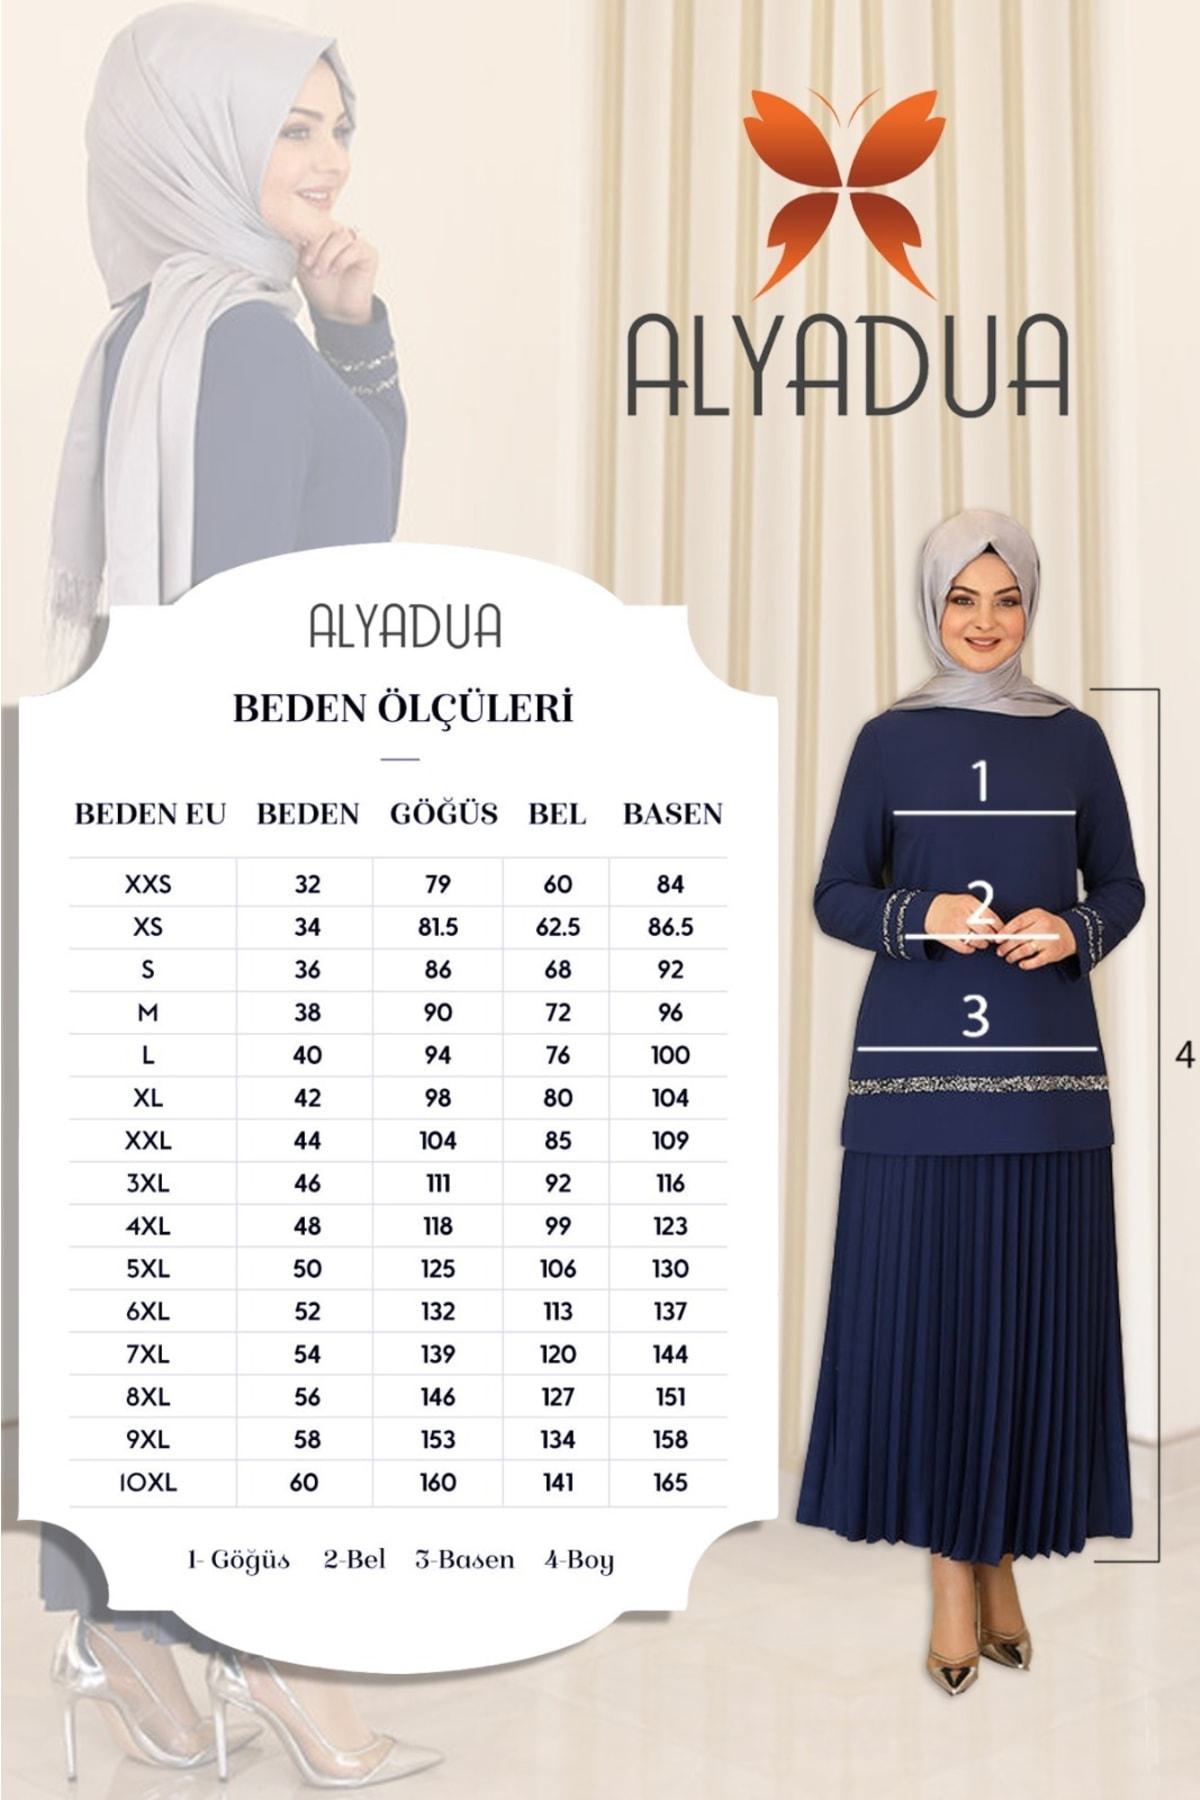 ALYADUA
ALYADUA
BEDEN ÖLÇÜLERİ
BEDEN EU BEDEN GÖĞÜS BEL BASEN
XXS 32 79 60 84
XS 34 81.5 62.5 86.5
S 36 86 68 92
M 38 90 72 96
L 40 94 76 100
XL 42 98 80 104
XXL 44 104 85 109
3XL 46 111 92 116
4XL 48 118 99 123
5XL 50 125 106 130
6XL 52 132 113 137
7XL 54 139 120 144
8XL 56 146 127 151
9XL 58 153 134 158
10XL 60 160 141 165
1- Göğüs 2-Bel 3-Basen 4-Boy
1
2
3
4